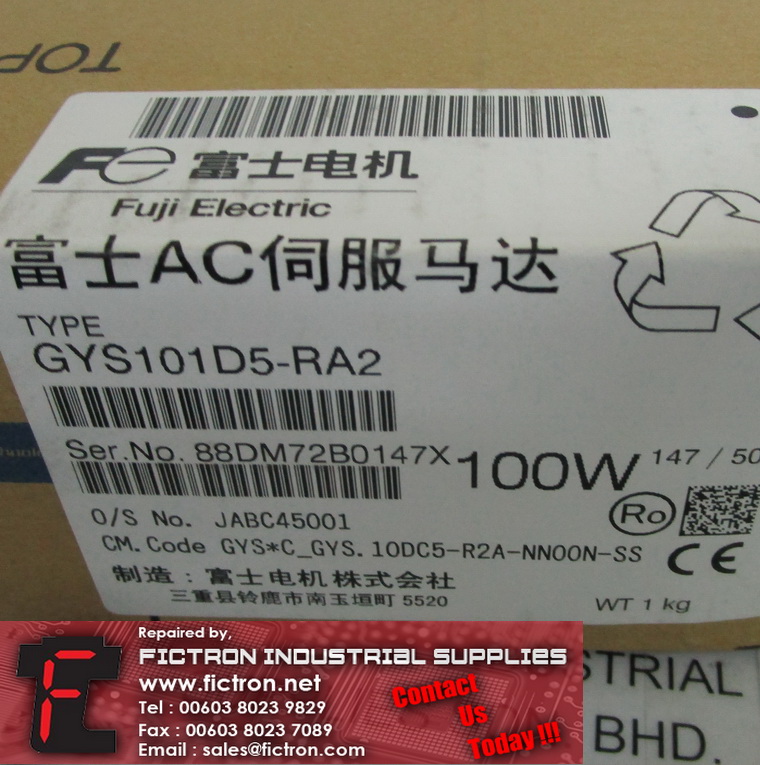 TOP
Fe 富士电机
Fuji Electric
富士AC伺服马达
TYPE
GYS101D5-RA2
Ser.No. 88DM72B0147X
100W
147 / 50
Ro
O/S No. JABC45001
CM.Code GYS*C_GYS.10DC5-R2A-NN00N-SS
CE
制造：富士电机株式会社
三重县铃鹿市南玉垣町 5520
WT 1 kg
Repaired by,
FICTRON INDUSTRIAL SUPPLIES
www.fictron.net
Tel : 00603 8023 9829
Fax : 00603 8023 7089
Email : sales@fictron.com
Contact
Us
Today !!!
STRIAL
BHD.